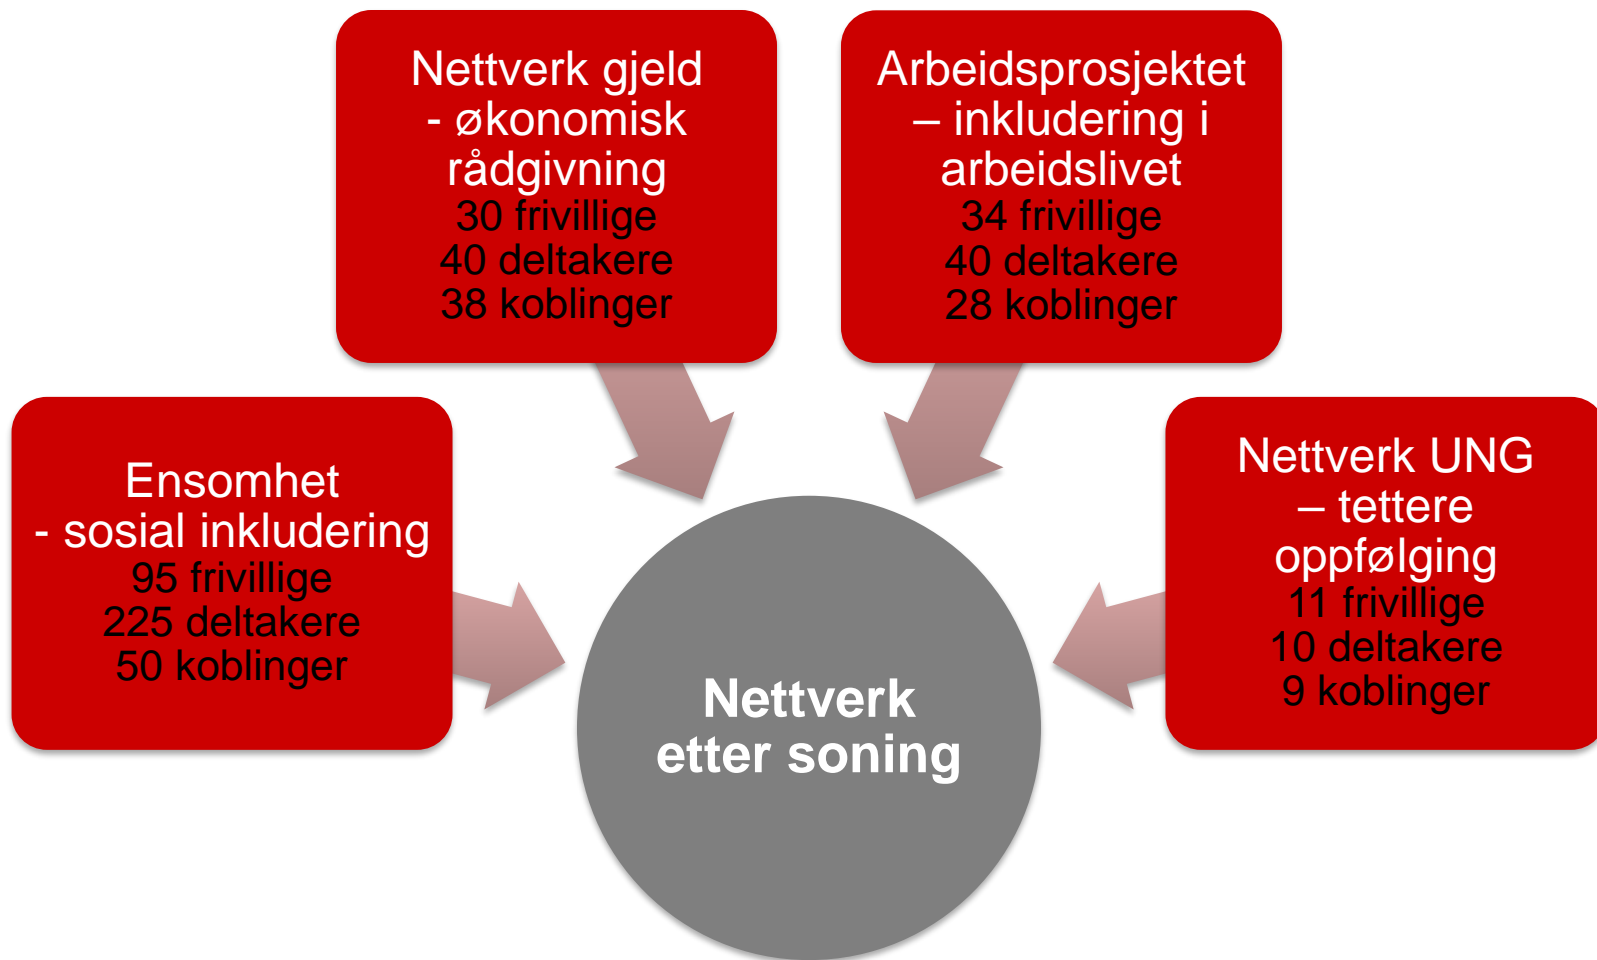 Nettverk gjeld
- økonomisk
rådgivning
30 frivillige
40 deltakere
38 koblinger
Arbeidsprosjektet
– inkludering i
arbeidslivet
34 frivillige
40 deltakere
28 koblinger
Ensomhet
- sosial inkludering
95 frivillige
225 deltakere
50 koblinger
Nettverk UNG
– tettere
oppfølging
11 frivillige
10 deltakere
9 koblinger
Nettverk
etter soning